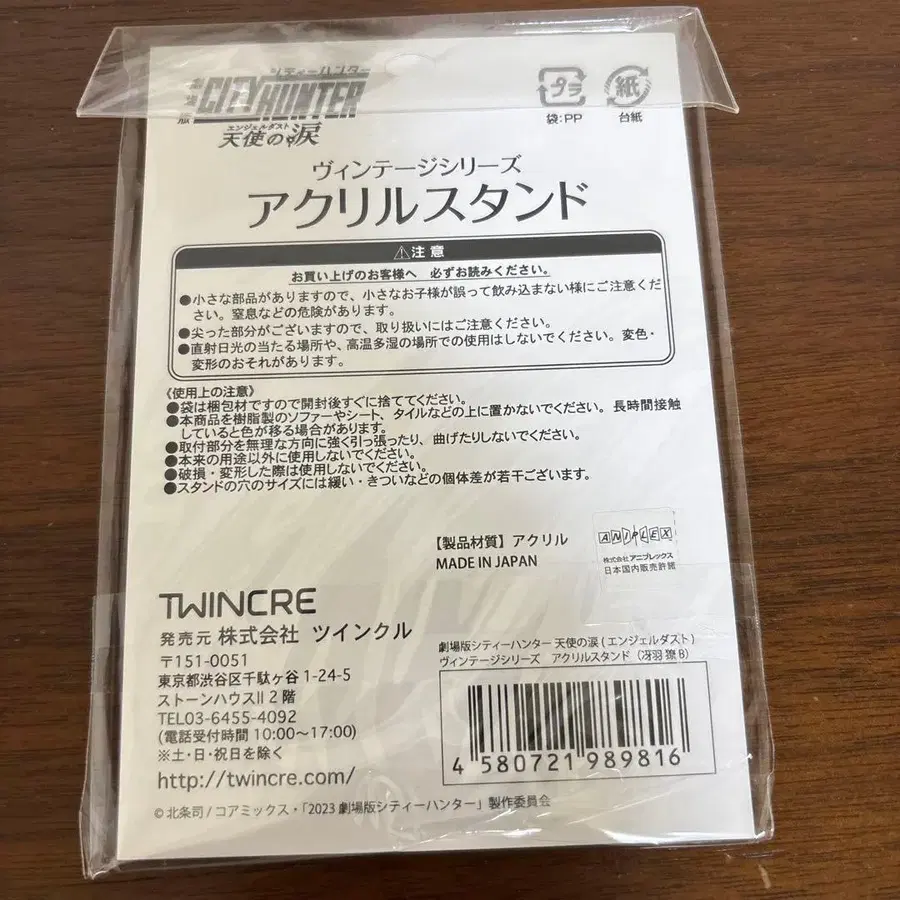 シティーハンター
劇場版
CITY HUNTER
エンジェルダスト
天使の涙
プラ
袋:PP
紙
台紙
ヴィンテージシリーズ
アクリルスタンド
⚠注意
お買い上げのお客様へ 必ずお読みください。
●小さな部品がありますので、小さなお子様が誤って飲み込まない様にご注意くだ
さい。窒息などの危険があります。
●尖った部分がございますので、取り扱いにはご注意ください。
●直射日光の当たる場所や、高温多湿の場所での使用はしないでください。変色・
変形のおそれがあります。
《使用上の注意》
●袋は梱包材ですので開封後すぐに捨ててください。
●本商品を樹脂製のソファーやシート、タイルなどの上に置かないでください。長時間接触
していると色が移る場合があります。
●取付部分を無理な方向に強く引っ張ったり、曲げたりしないでください。
●本来の用途以外に使用しないでください。
●破損・変形した際は使用しないでください。
●スタンドの穴のサイズには緩い・きついなどの個体差が若干ございます。
【製品材質】アクリル
MADE IN JAPAN
ANIPLEX
株式会社アニプレックス
日本国内販売許諾
TWINCRE
発売元 株式会社 ツインクル
〒151-0051
東京都渋谷区千駄ヶ谷 1-24-5
ストーンハウスⅡ 2 階
TEL03-6455-4092
(電話受付時間 10:00〜17:00)
※土・日・祝日を除く
http://twincre.com/
劇場版シティーハンター 天使の涙 ( エンジェルダスト )
ヴィンテージシリーズ アクリルスタンド (冴羽 獠 B)
4 580721 989816
© 北条司 / コアミックス・「2023 劇場版シティーハンター」製作委員会